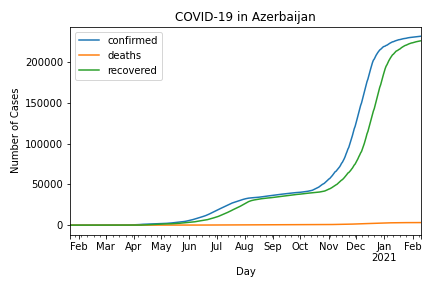 COVID-19 in Azerbaijan
confirmed
deaths
recovered
Number of Cases
200000
150000
100000
50000
0
Feb Mar Apr May Jun Jul Aug Sep Oct Nov Dec Jan Feb
2021
Day